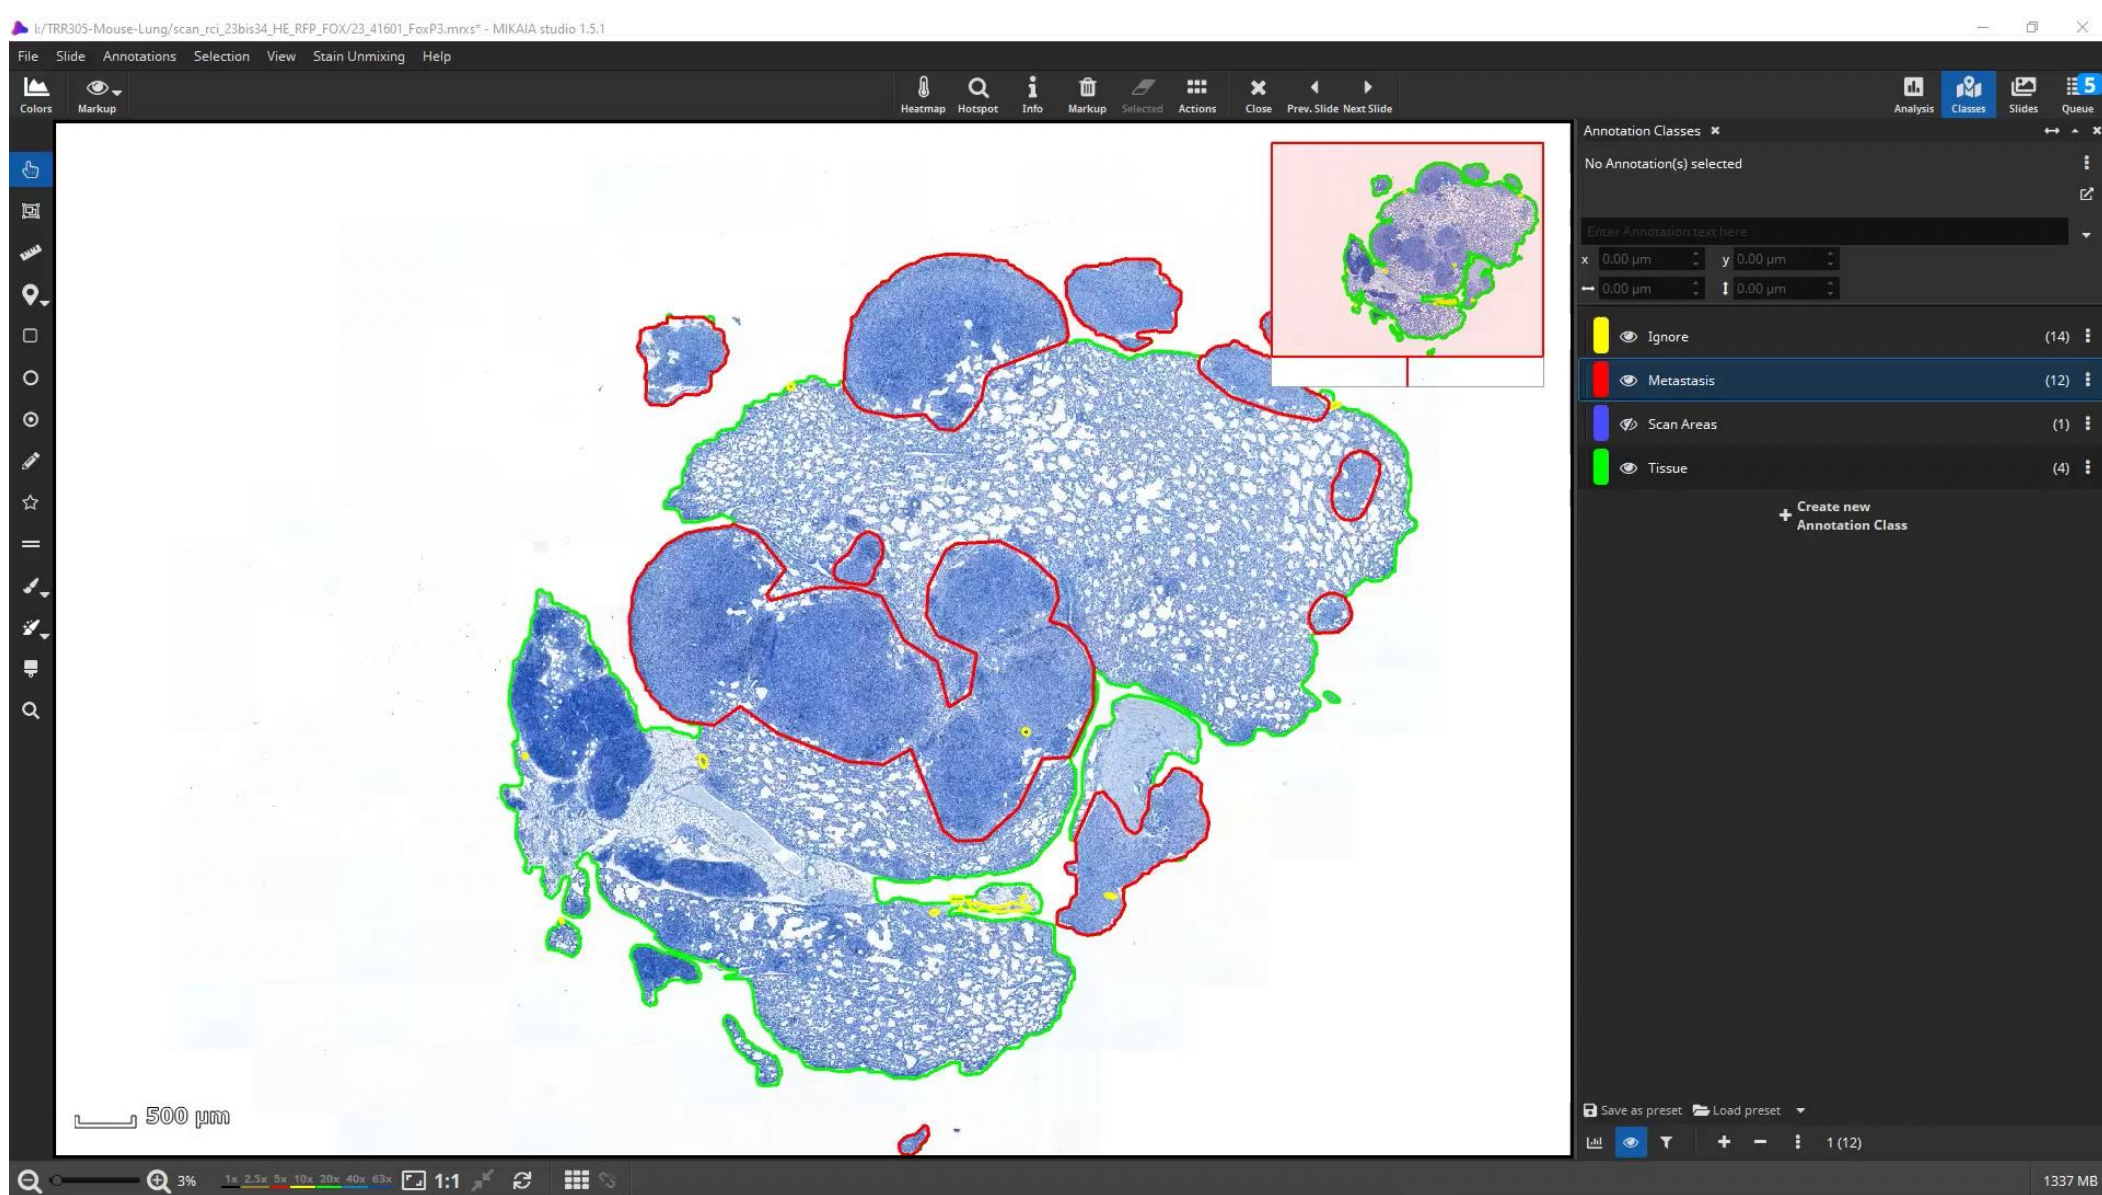 I:/TRR305-Mouse-Lung/scan_rci_23bis34_HE_RFP_FOX/23_41601_FoxP3.mrxs* - MIKAIA studio 1.5.1
File Slide Annotations Selection View Stain Unmixing Help
Colors Markup Heatmap Hotspot Info Markup Selected Actions Close Prev. Slide Next Slide Analysis Classes Slides Queue 5
Annotation Classes
No Annotation(s) selected
Enter Annotation text here
x 0.00 µm y 0.00 µm
0.00 µm 0.00 µm
Ignore (14)
Metastasis (12)
Scan Areas (1)
Tissue (4)
Create new
Annotation Class
500 µm
Save as preset Load preset
1 (12)
3% 1x 2.5x 5x 10x 20x 40x 63x 1:1 1337 MB